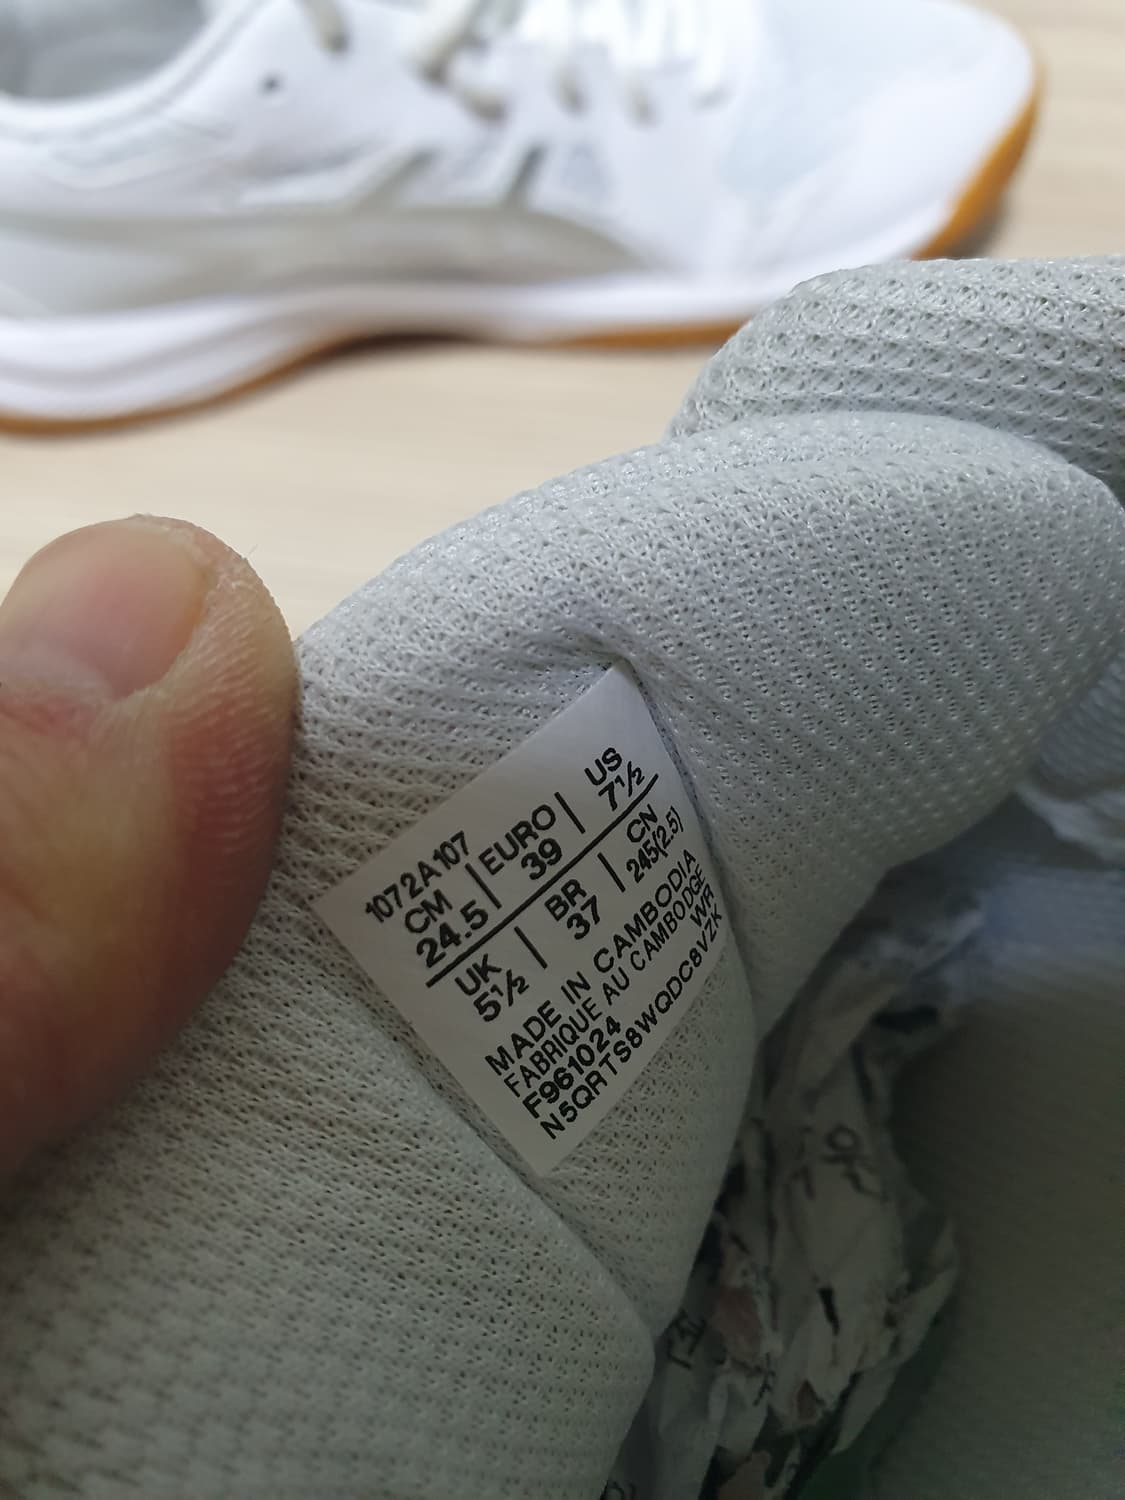 1072A107
CM | EURO | US
24.5 39 7½
UK | BR | CN
5½ 37 245(2.5)
MADE IN CAMBODIA
FABRIQUE AU CAMBODGE
F961024 WR
N5QRTS8WQDC8VZK